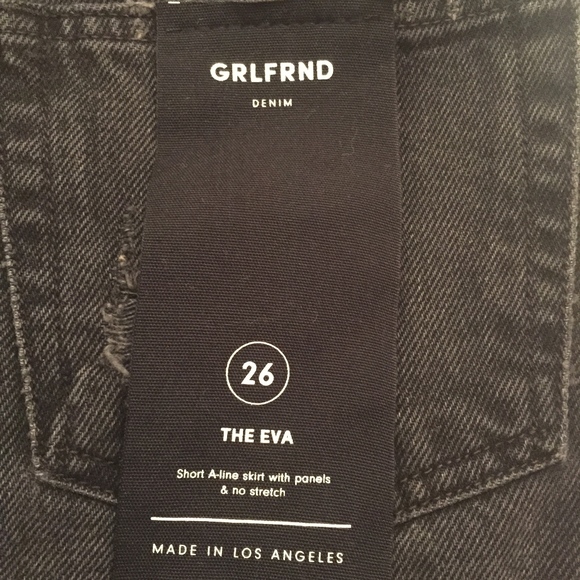 GRLFRND
DENIM
26
THE EVA
Short A-line skirt with panels
& no stretch
MADE IN LOS ANGELES